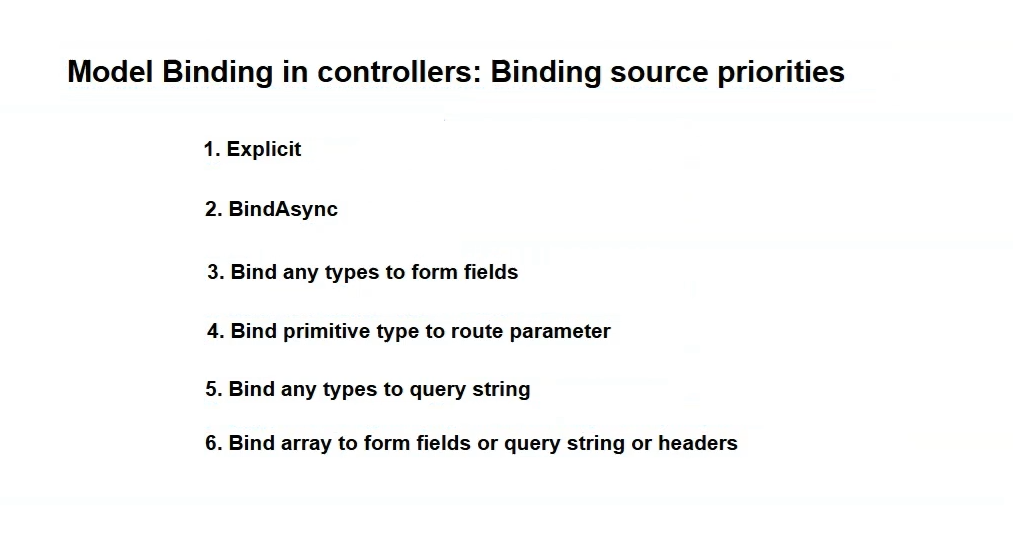 Model Binding in controllers: Binding source priorities
1. Explicit
2. BindAsync
3. Bind any types to form fields
4. Bind primitive type to route parameter
5. Bind any types to query string
6. Bind array to form fields or query string or headers